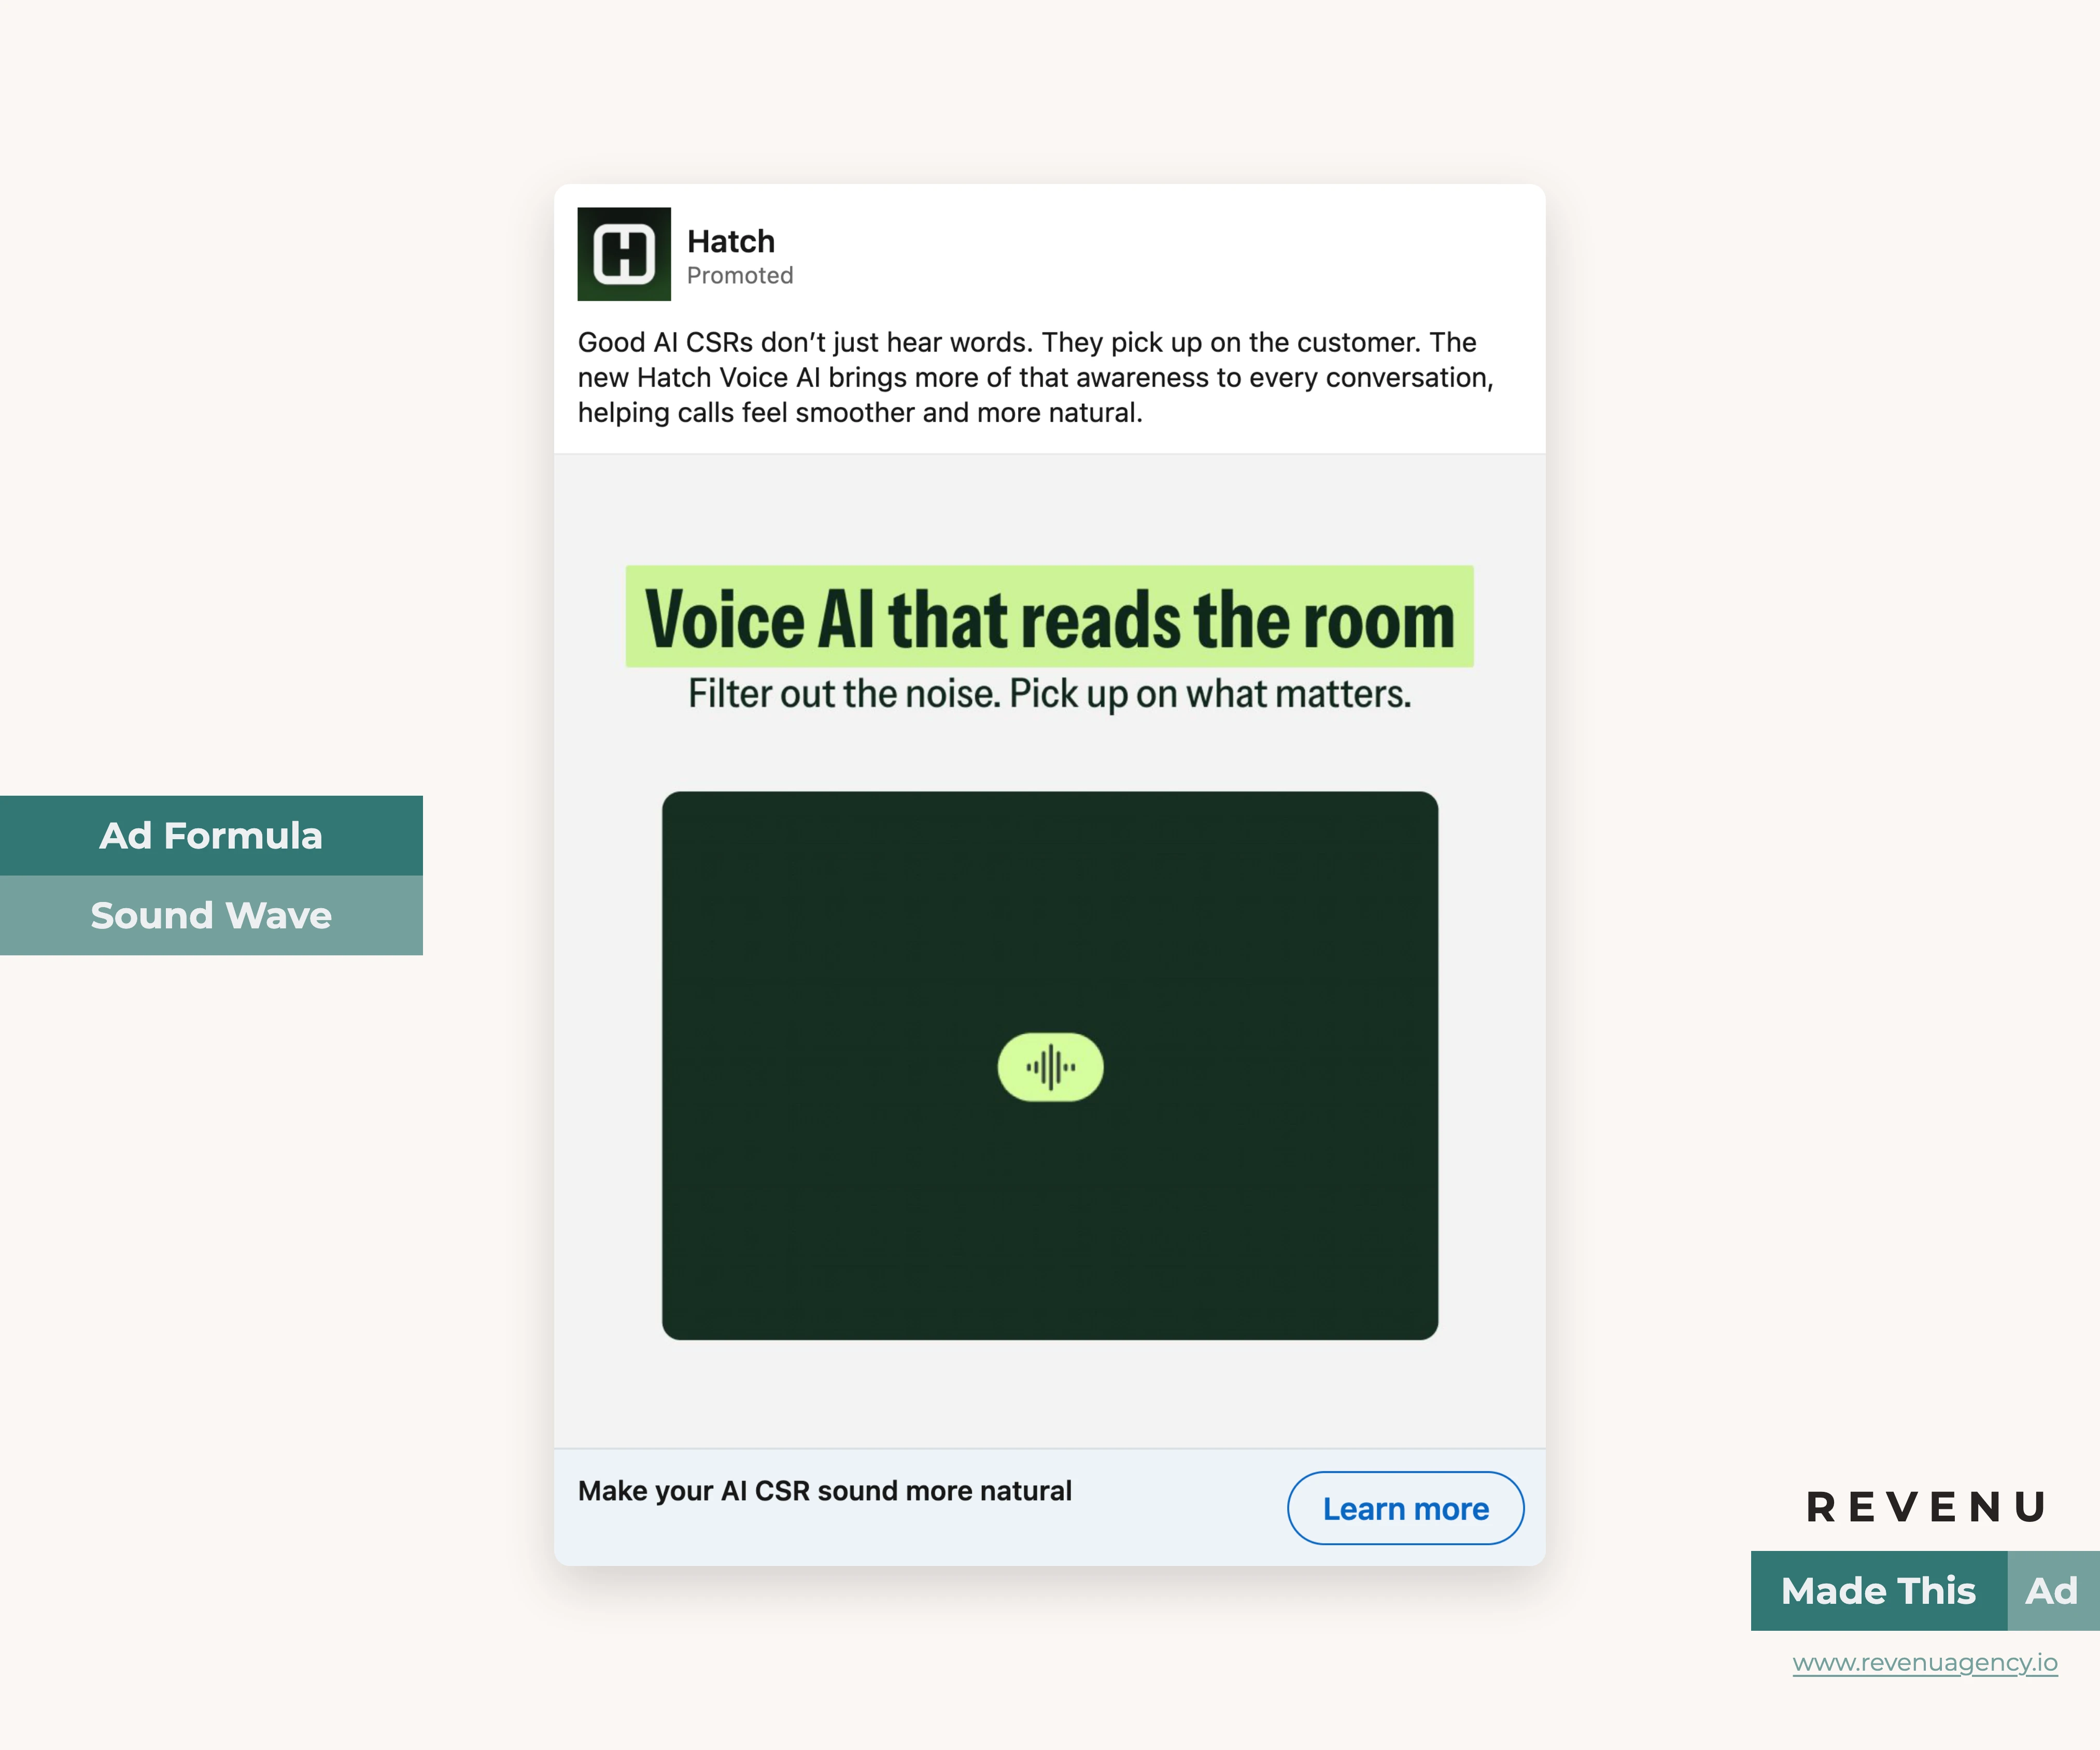 Hatch
Promoted
Good AI CSRs don’t just hear words. They pick up on the customer. The
new Hatch Voice AI brings more of that awareness to every conversation,
helping calls feel smoother and more natural.
Voice AI that reads the room
Filter out the noise. Pick up on what matters.
Ad Formula
Sound Wave
Make your AI CSR sound more natural
Learn more
REVENU
Made This Ad
www.revenuagency.io